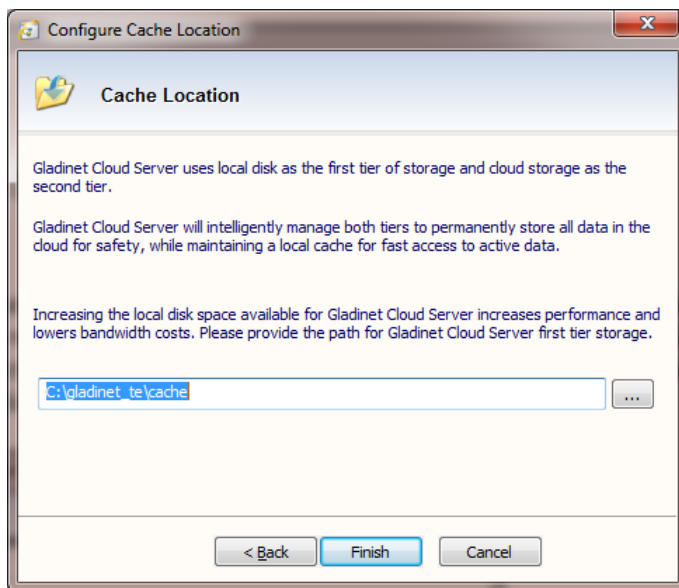 Configure Cache Location
X
Cache Location
Gladinet Cloud Server uses local disk as the first tier of storage and cloud storage as the
second tier.
Gladinet Cloud Server will intelligently manage both tiers to permanently store all data in the
cloud for safety, while maintaining a local cache for fast access to active data.
Increasing the local disk space available for Gladinet Cloud Server increases performance and
lowers bandwidth costs. Please provide the path for Gladinet Cloud Server first tier storage.
C:\gladinet_te\cache
...
< Back Finish Cancel